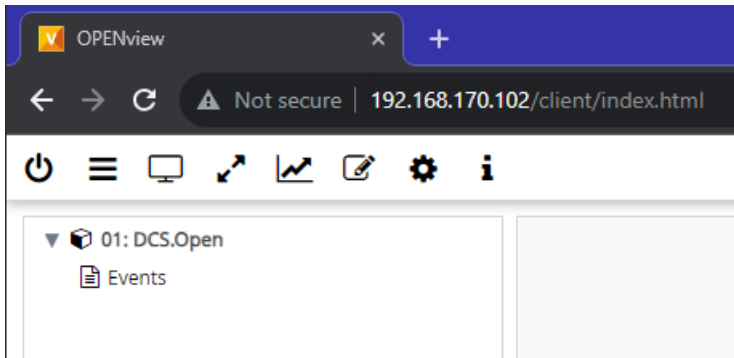 OPENview
Not secure | 192.168.170.102/client/index.html
01: DCS.Open
Events